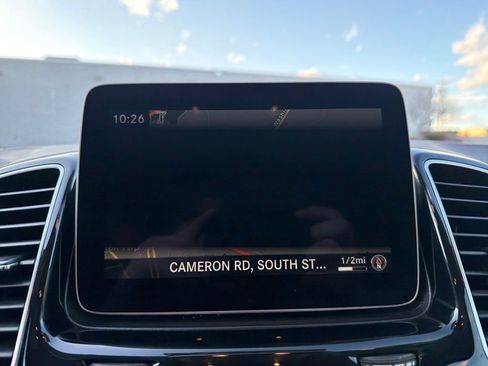 10:26
CAMERON RD, SOUTH ST...
1/2mi
N